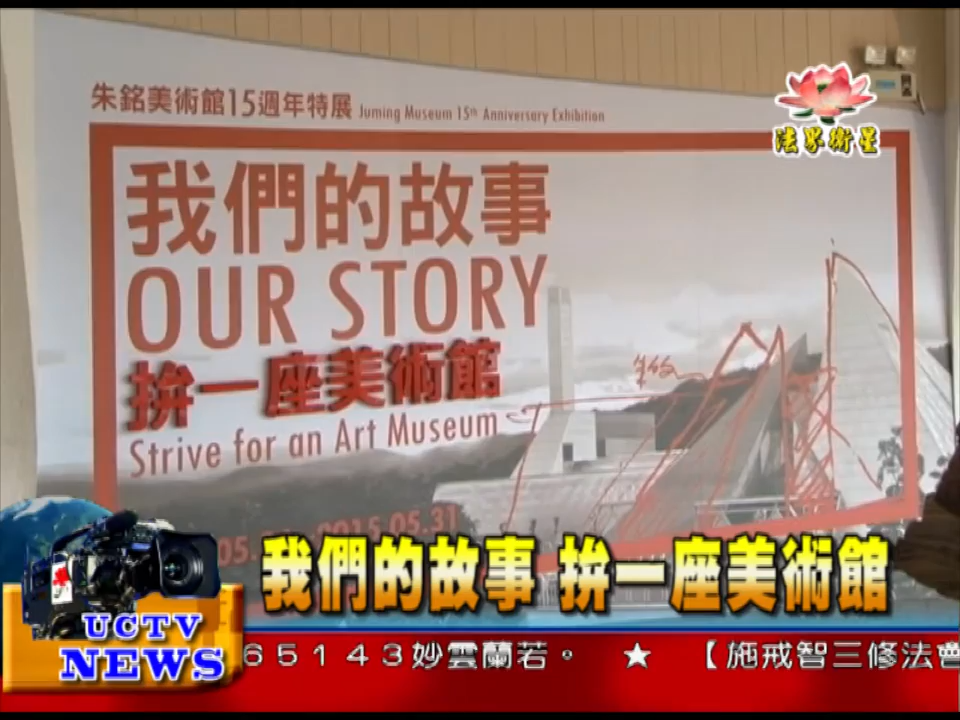 朱銘美術館15週年特展 Juming Museum 15th Anniversary Exhibition
法界衛星
我們的故事
OUR STORY
拚一座美術館
Strive for an Art Museum
2015.05.31
我們的故事 拚一座美術館
UCTV
NEWS
65143妙雲蘭若。 ★ 【施戒智三修法會